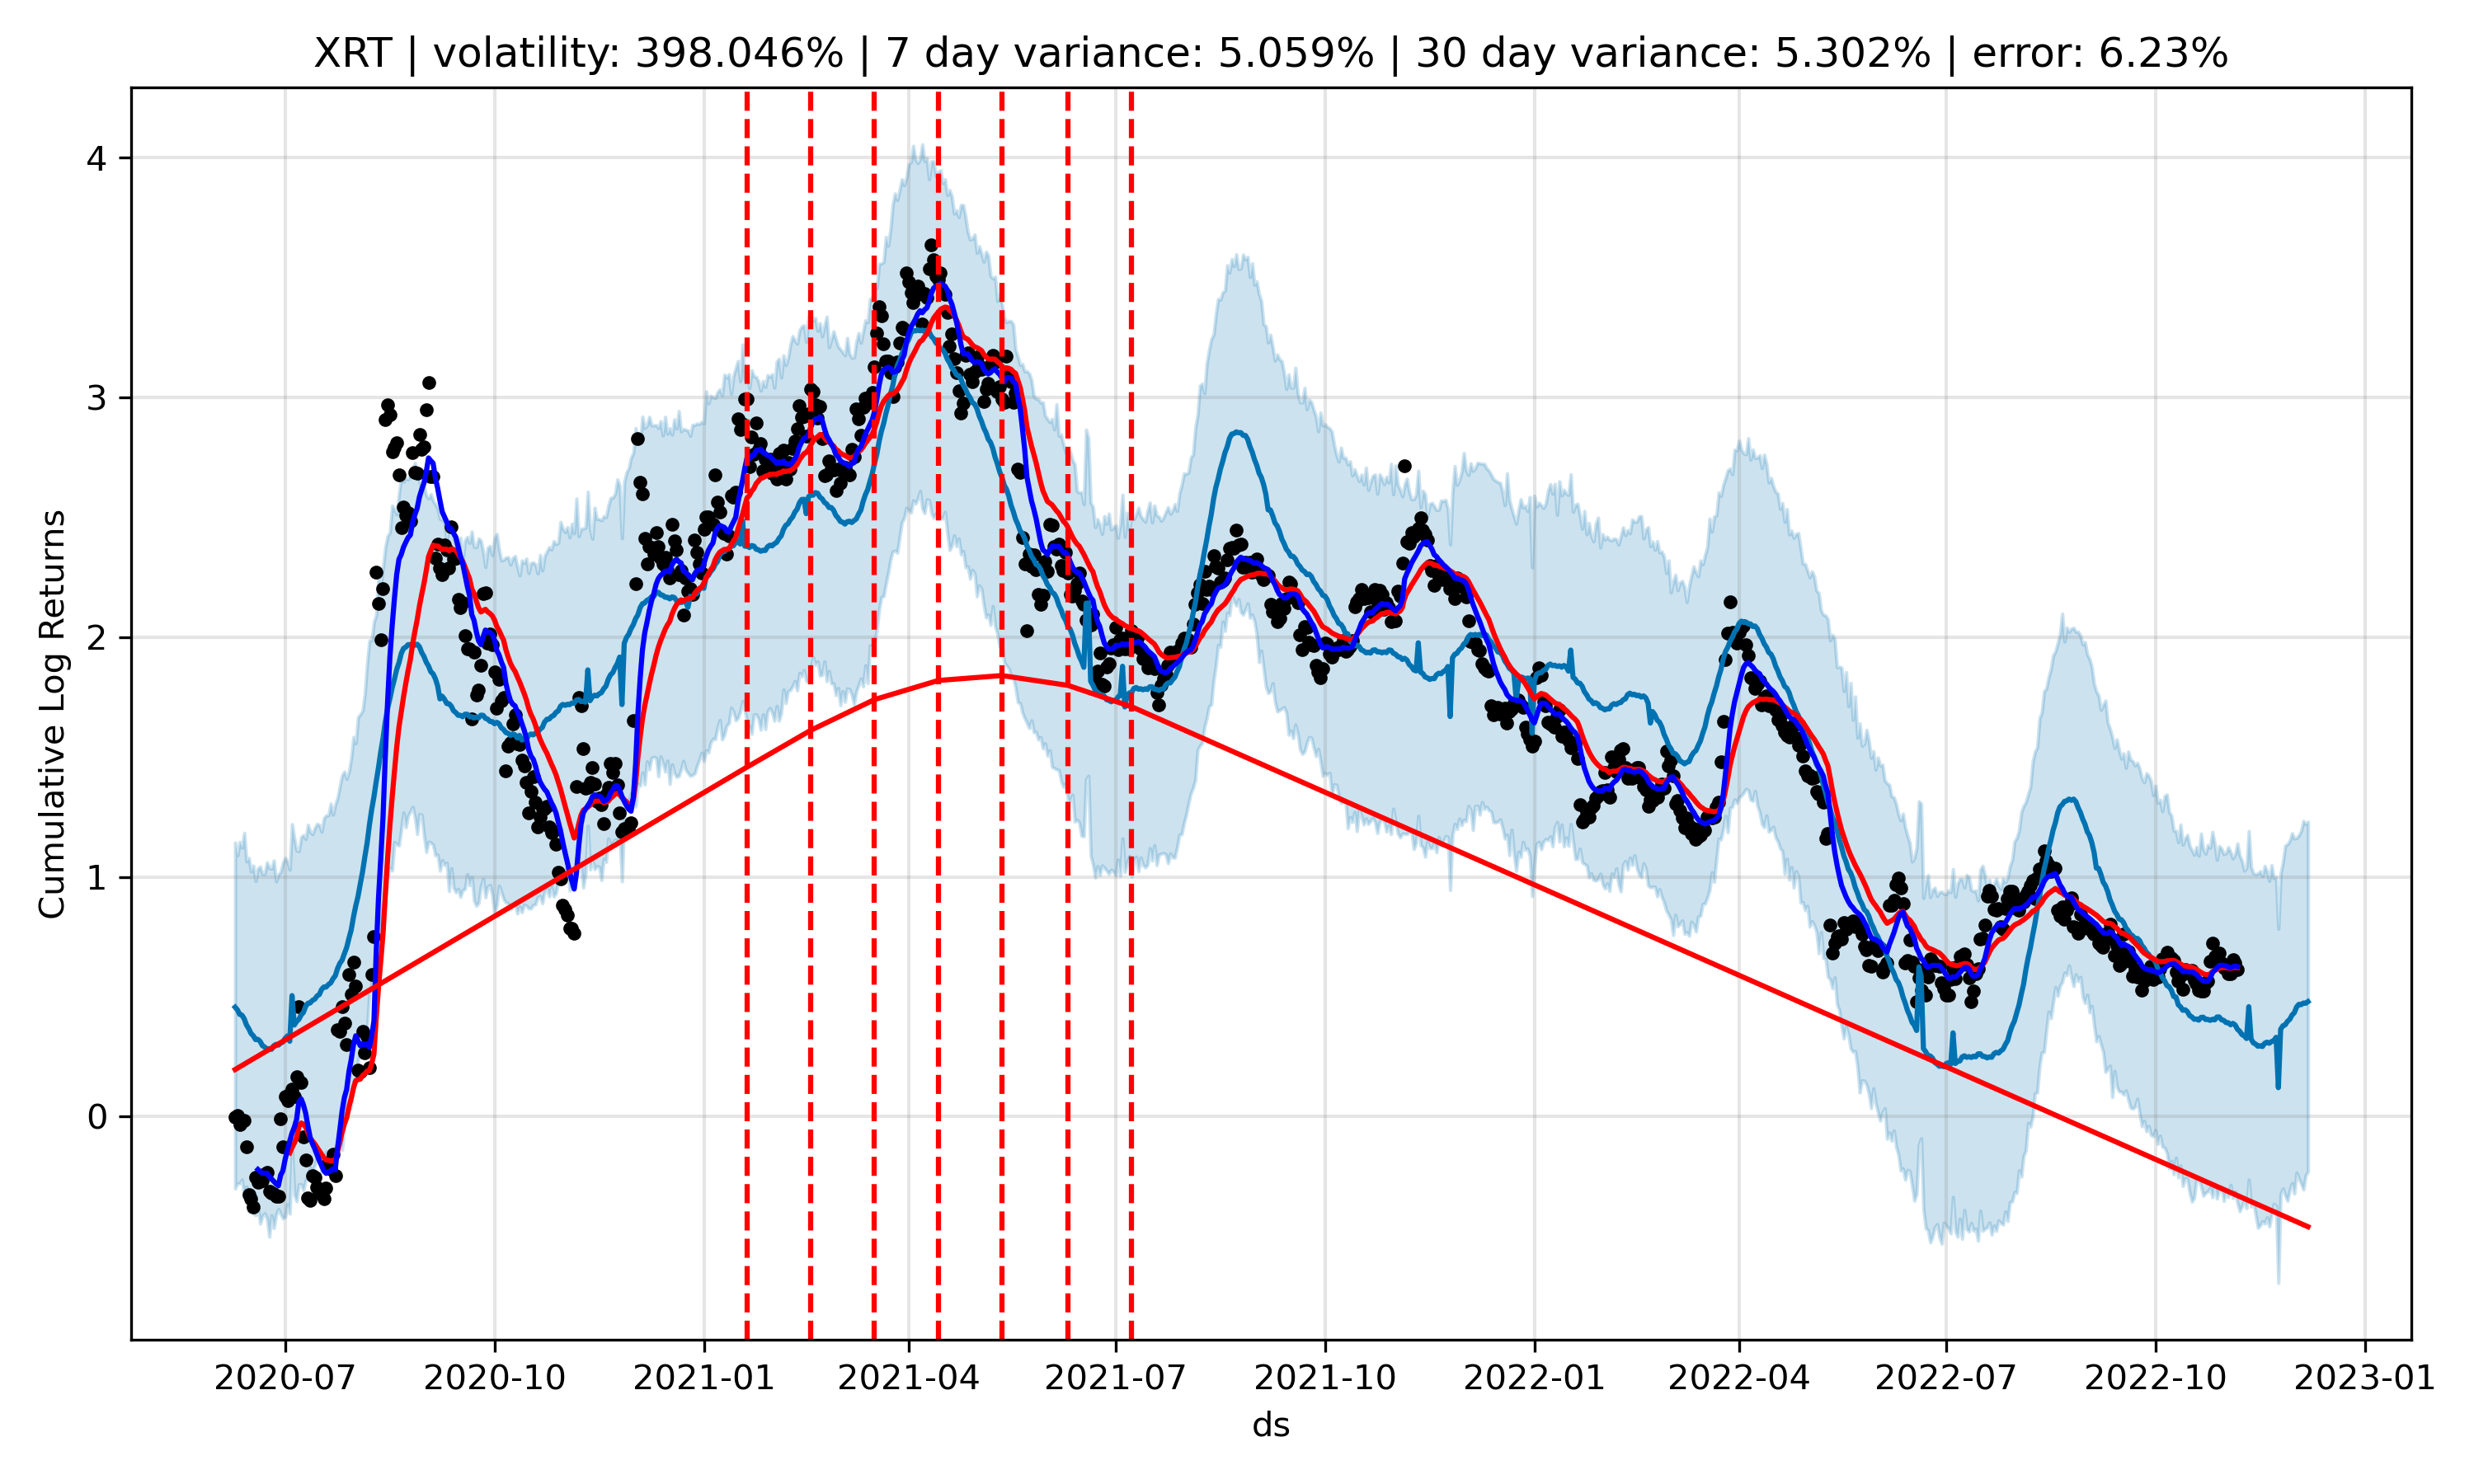 XRT | volatility: 398.046% | 7 day variance: 5.059% | 30 day variance: 5.302% | error: 6.23%
Cumulative Log Returns
4
3
2
1
0
2020-07 2020-10 2021-01 2021-04 2021-07 2021-10 2022-01 2022-04 2022-07 2022-10 2023-01
ds